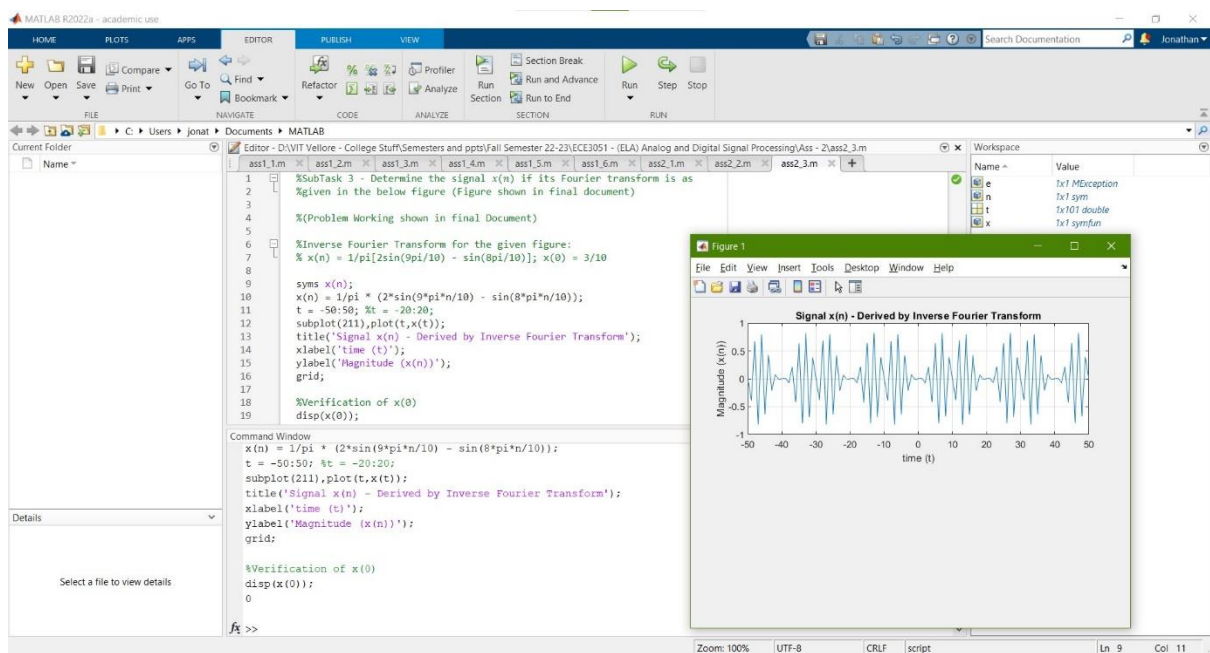 MATLAB R2022a - academic use
HOME PLOTS APPS EDITOR PUBLISH VIEW
Search Documentation
Jonathan
New Open Save
Compare
Print
Go To
Find
Bookmark
Refactor
Profiler
Analyze
Run Section
Section Break
Run and Advance
Run to End
Run Step Stop
FILE NAVIGATE CODE ANALYZE SECTION RUN
C: Users jonat Documents MATLAB
Current Folder
Name
Editor - D:\VIT Vellore - College Stuff\Semesters and ppts\Fall Semester 22-23\ECE3051 - (ELA) Analog and Digital Signal Processing\Ass - 2\ass2_3.m
ass1_1.m ass1_2.m ass1_3.m ass1_4.m ass1_5.m ass1_6.m ass2_1.m ass2_2.m ass2_3.m +
1 %SubTask 3 - Determine the signal x(n) if its Fourier transform is as
2 %given in the below figure (Figure shown in final document)
3
4 %(Problem Working shown in final Document)
5
6 %Inverse Fourier Transform for the given figure:
7 % x(n) = 1/pi[2sin(9pi/10) - sin(8pi/10)]; x(0) = 3/10
8
9 syms x(n);
10 x(n) = 1/pi * (2*sin(9*pi*n/10) - sin(8*pi*n/10));
11 t = -50:50; %t = -20:20;
12 subplot(211),plot(t,x(t));
13 title('Signal x(n) - Derived by Inverse Fourier Transform');
14 xlabel('time (t)');
15 ylabel('Magnitude (x(n))');
16 grid;
17
18 %Verification of x(0)
19 disp(x(0));
Command Window
x(n) = 1/pi * (2*sin(9*pi*n/10) - sin(8*pi*n/10));
t = -50:50; %t = -20:20;
subplot(211),plot(t,x(t));
title('Signal x(n) - Derived by Inverse Fourier Transform');
xlabel('time (t)');
ylabel('Magnitude (x(n))');
grid;
%Verification of x(0)
disp(x(0));
0
fx >>
Details
Select a file to view details
Workspace
Name Value
e 1x1 MException
n 1x1 sym
t 1x101 double
x 1x1 symfun
Figure 1
File Edit View Insert Tools Desktop Window Help
Signal x(n) - Derived by Inverse Fourier Transform
Magnitude (x(n))
1
0.5
0
-0.5
-1
-50 -40 -30 -20 -10 0 10 20 30 40 50
time (t)
Zoom: 100% UTF-8 CRLF script Ln 9 Col 11